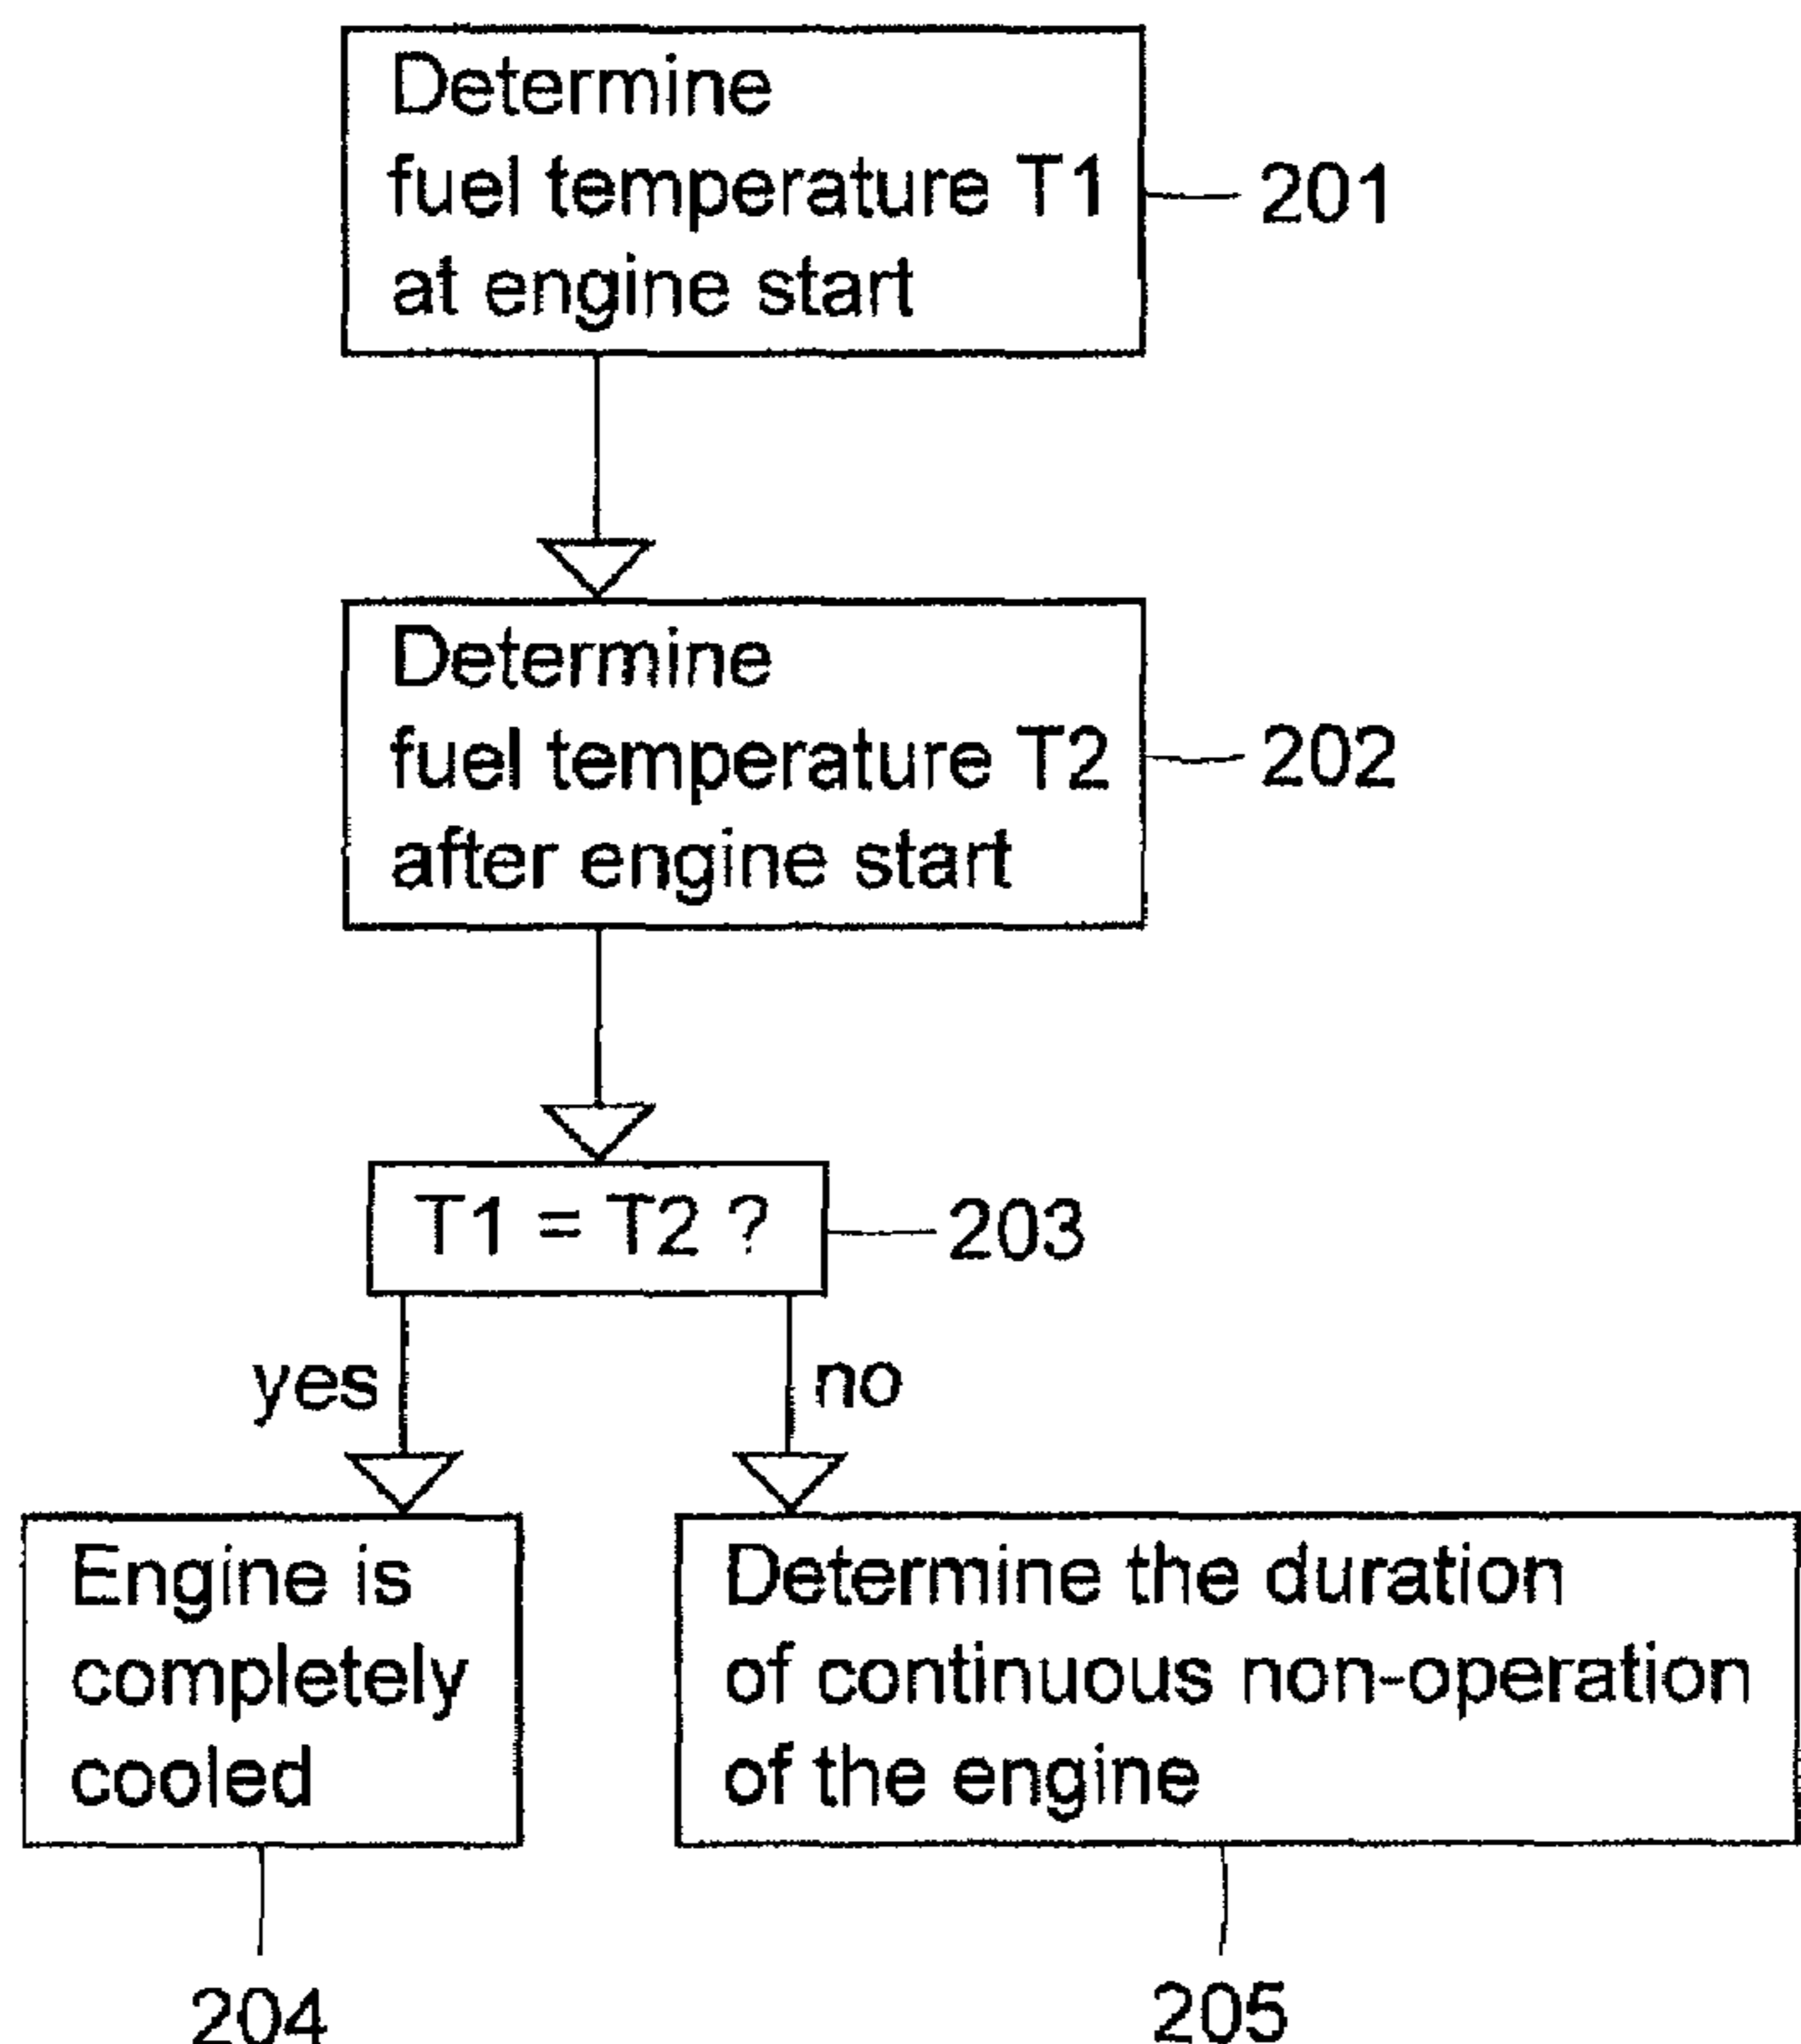 Determine
fuel temperature T1
at engine start
201
Determine
fuel temperature T2
after engine start
202
T1 = T2 ?
203
yes
no
Engine is
completely
cooled
Determine the duration
of continuous non-operation
of the engine
204
205